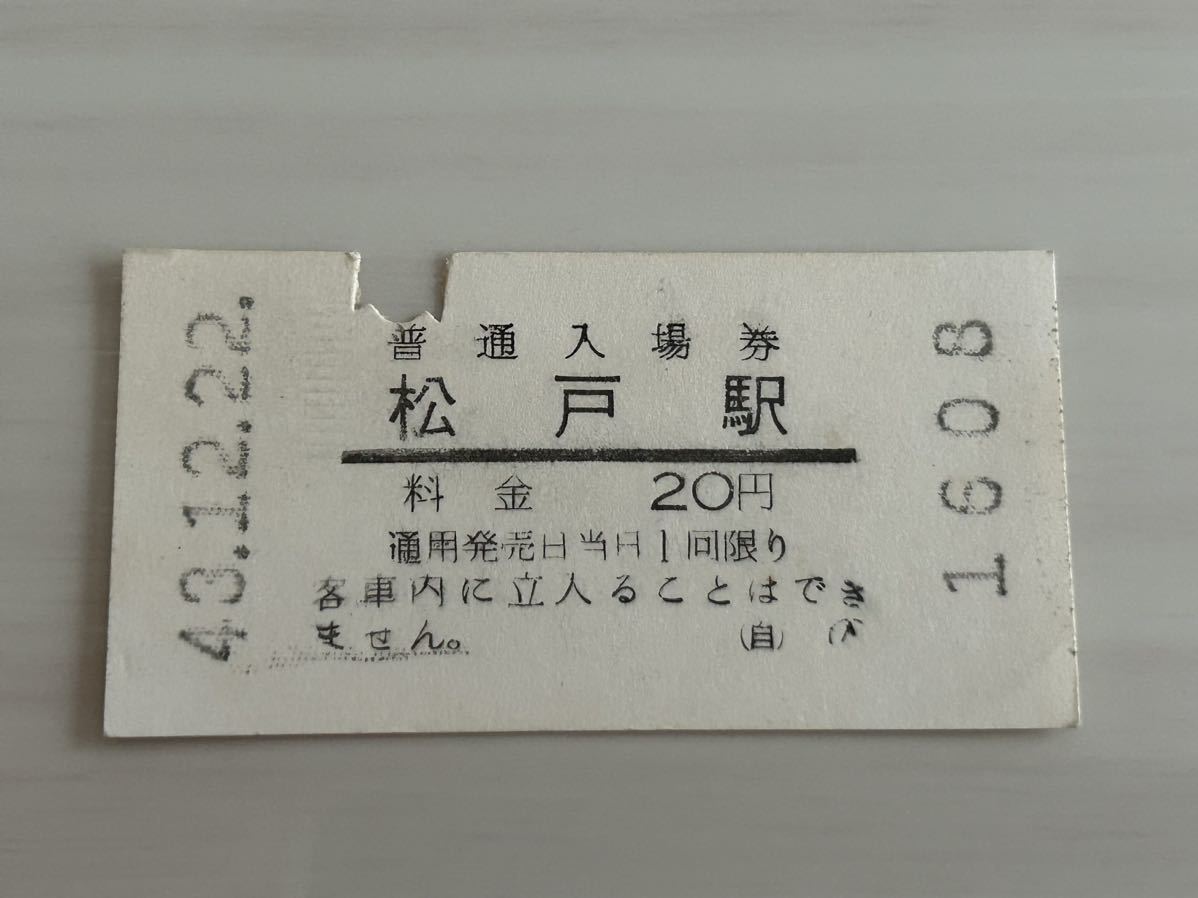 43.12.22.
普通入場券
松戸駅
料金 20円
通用発売日当日1回限り
客車内に立入ることはでき
ません。 (自)
1608